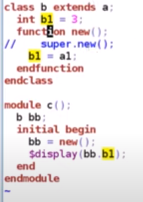 class b extends a;
  int b1 = 3;
  function new();
//    super.new();
    b1 = a1;
  endfunction
endclass

module c();
  b bb;
  initial begin
    bb = new();
    $display(bb.b1);
  end
endmodule
~